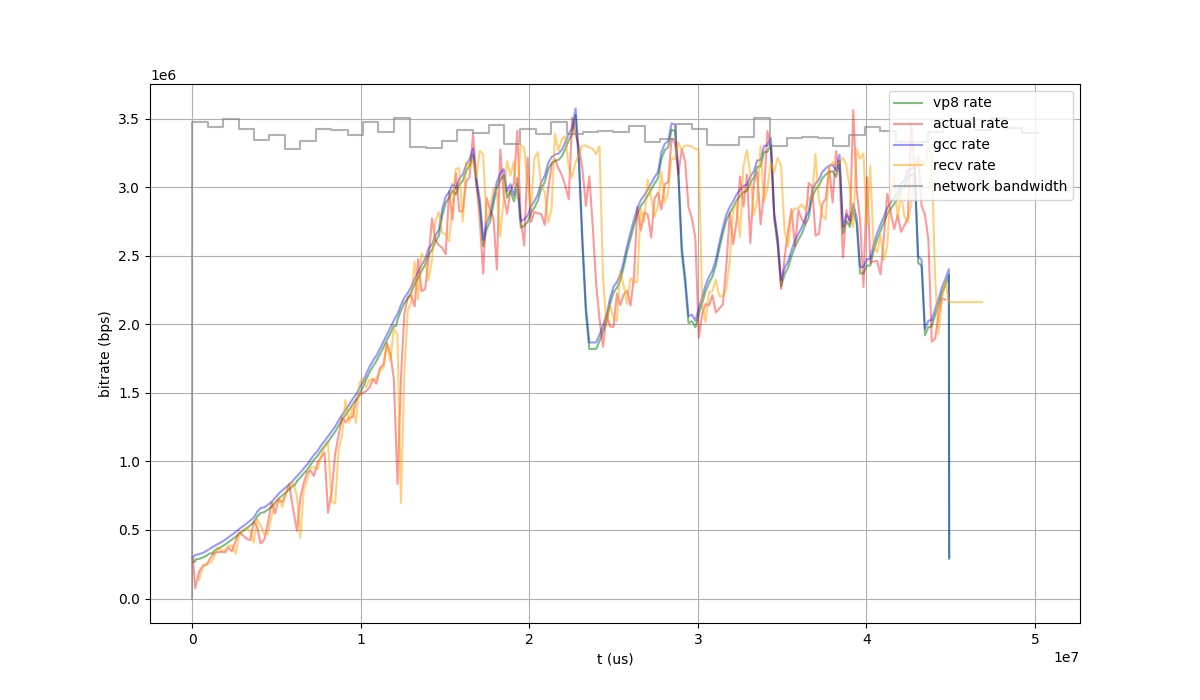 1e6
3.5
3.0
2.5
2.0
1.5
1.0
0.5
0.0
bitrate (bps)
vp8 rate
actual rate
gcc rate
recv rate
network bandwidth
0 1 2 3 4 5
t (us)
1e7